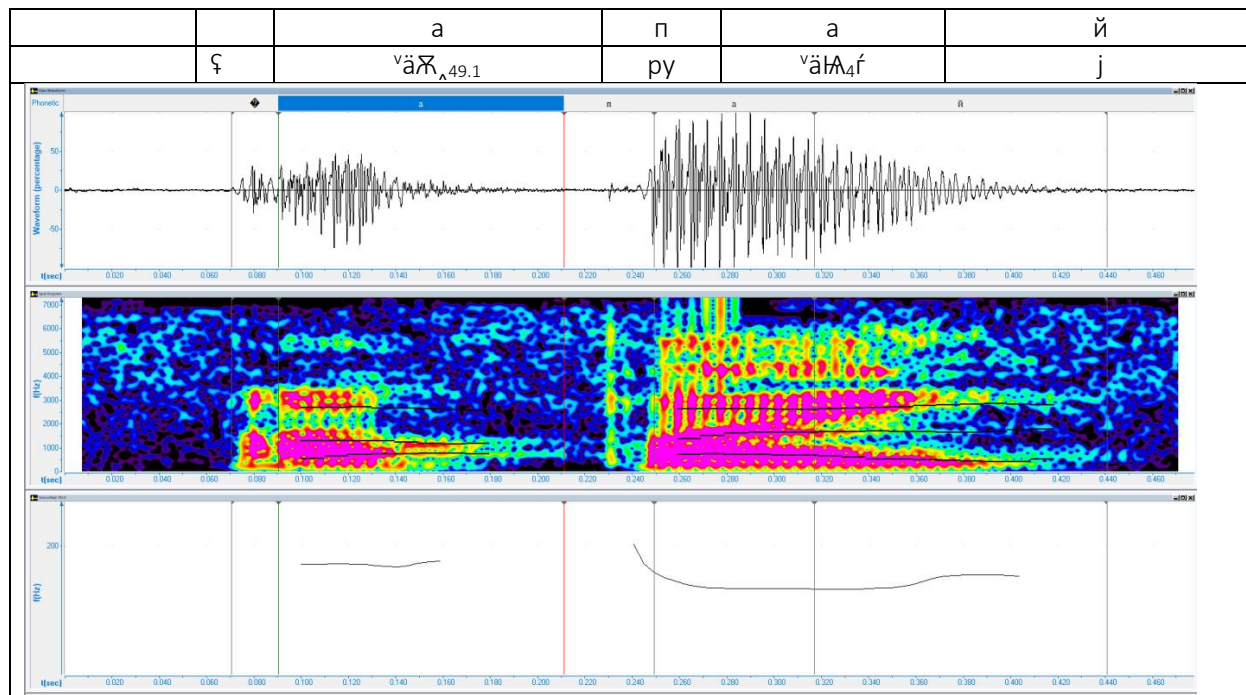 а п а й
ʢ ᵛäѪ‸49.1 py ᵛäѨ₄ѓ j
Phonetic � а п а й
Waveform (percentage)
50
0
-50
t[sec] 0.020 0.040 0.060 0.080 0.100 0.120 0.140 0.160 0.180 0.200 0.220 0.240 0.260 0.280 0.300 0.320 0.340 0.360 0.380 0.400 0.420 0.440 0.460
f(Hz)
7000
6000
5000
4000
3000
2000
1000
0
t[sec] 0.020 0.040 0.060 0.080 0.100 0.120 0.140 0.160 0.180 0.200 0.220 0.240 0.260 0.280 0.300 0.320 0.340 0.360 0.380 0.400 0.420 0.440 0.460
f(Hz)
200
t[sec] 0.020 0.040 0.060 0.080 0.100 0.120 0.140 0.160 0.180 0.200 0.220 0.240 0.260 0.280 0.300 0.320 0.340 0.360 0.380 0.400 0.420 0.440 0.460